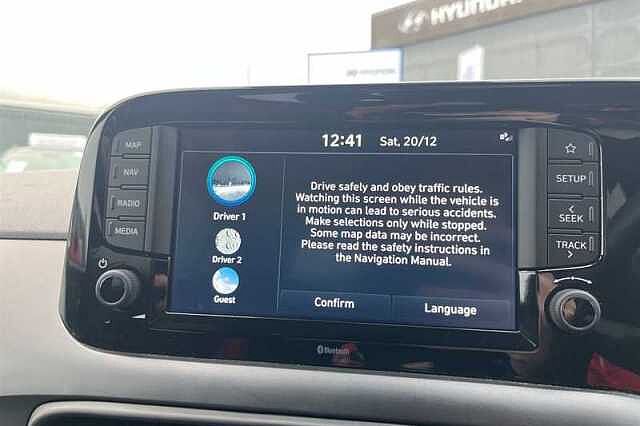 HYUNDAI
HYUNDAI
12:41 Sat, 20/12
MAP
NAV
RADIO
MEDIA
Driver 1
Driver 2
Guest
Drive safely and obey traffic rules.
Watching this screen while the vehicle is
in motion can lead to serious accidents.
Make selections only while stopped.
Some map data may be incorrect.
Please read the safety instructions in
the Navigation Manual.
Confirm
Language
SETUP
<
SEEK
TRACK
>
Bluetooth